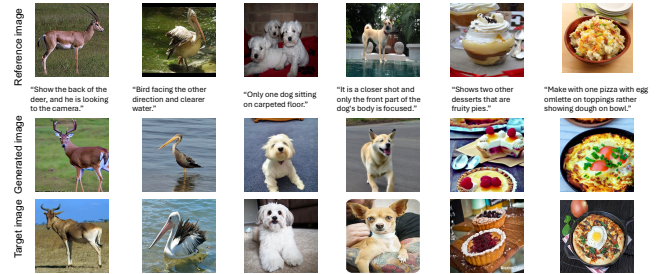 Reference image
“Show the back of the
deer, and he is looking
to the camera.”
“Bird facing the other
direction and clearer
water.”
“Only one dog sitting
on carpeted floor.”
“It is a closer shot and
only the front part of the
dog's body is focused.”
“Shows two other
desserts that are
fruity pies.”
“Make with one pizza with egg
omlette on toppings rather
showing dough on bowl.”
Generated image
Target image